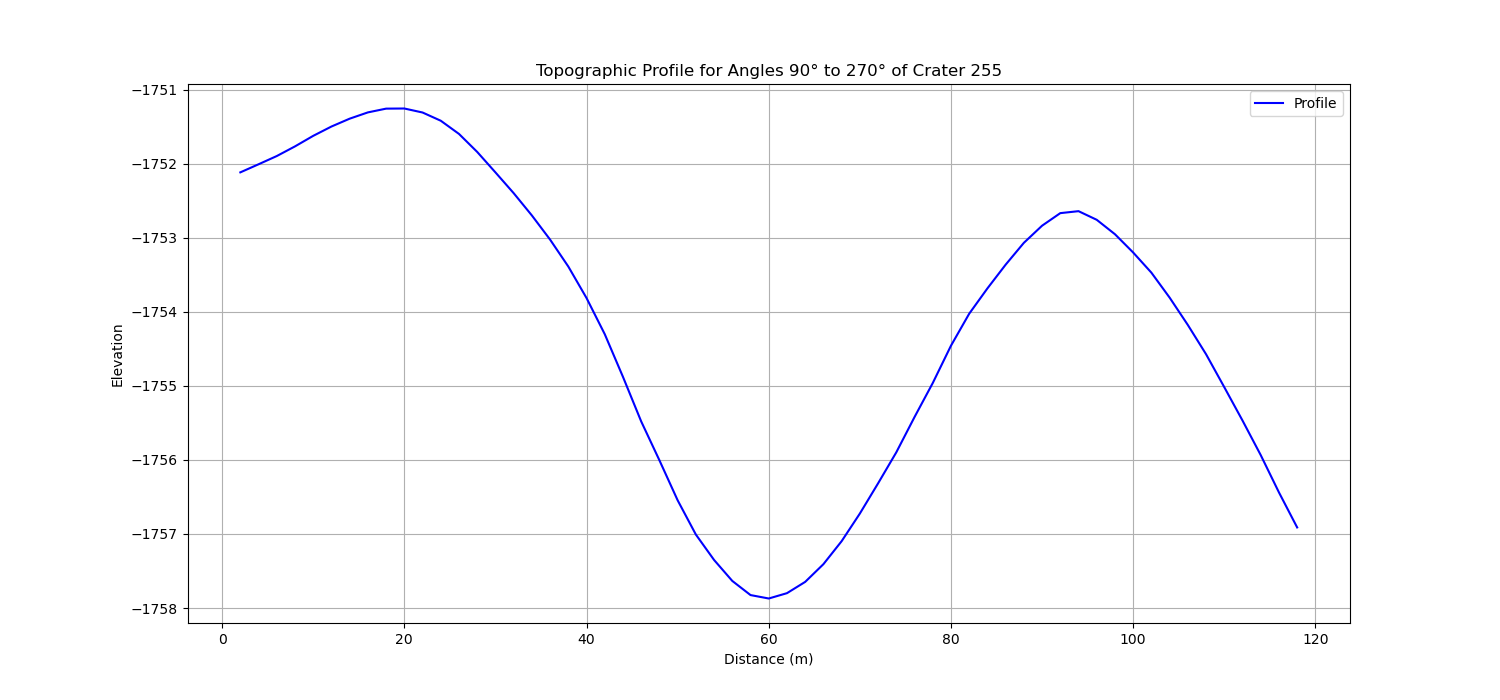 Topographic Profile for Angles 90° to 270° of Crater 255
Profile
Elevation
−1751
−1752
−1753
−1754
−1755
−1756
−1757
−1758
0 20 40 60 80 100 120
Distance (m)